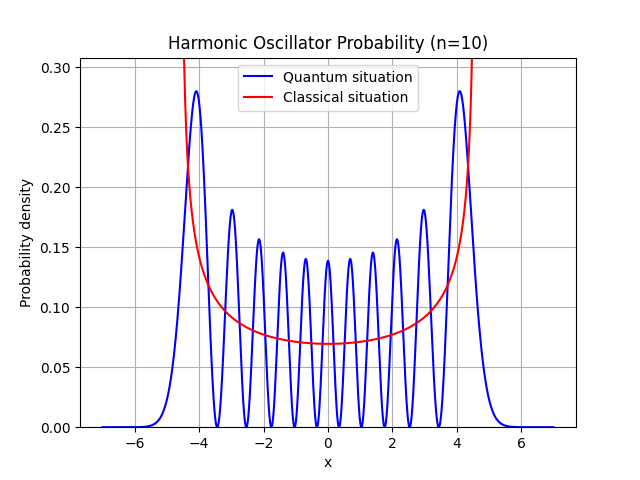 Harmonic Oscillator Probability (n=10)
Quantum situation
Classical situation
Probability density
0.30
0.25
0.20
0.15
0.10
0.05
0.00
−6 −4 −2 0 2 4 6
x